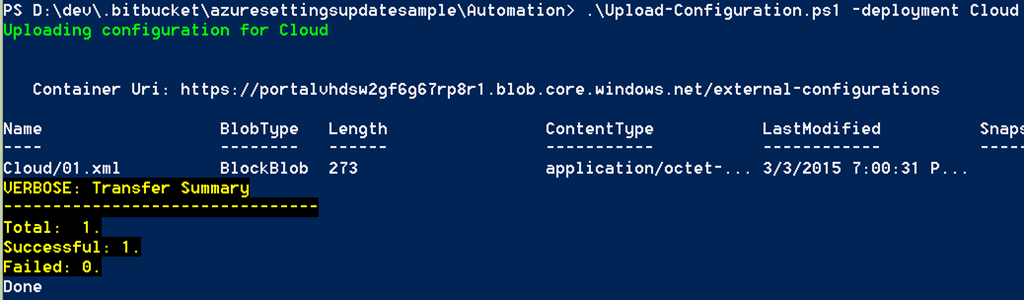 PS D:\dev\.bitbucket\azuresettingsupdatesample\Automation> .\Upload-Configuration.ps1 -deployment Cloud
Uploading configuration for Cloud
Container Uri: https://portalvhdsw2gf6g67rp8r1.blob.core.windows.net/external-configurations
Name BlobType Length ContentType LastModified Snaps
---- -------- ------ ----------- ------------ -----
Cloud/01.xml BlockBlob 273 application/octet-... 3/3/2015 7:00:31 P...
VERBOSE: Transfer Summary
--------------------------------
Total:  1.
Successful: 1.
Failed: 0.
Done